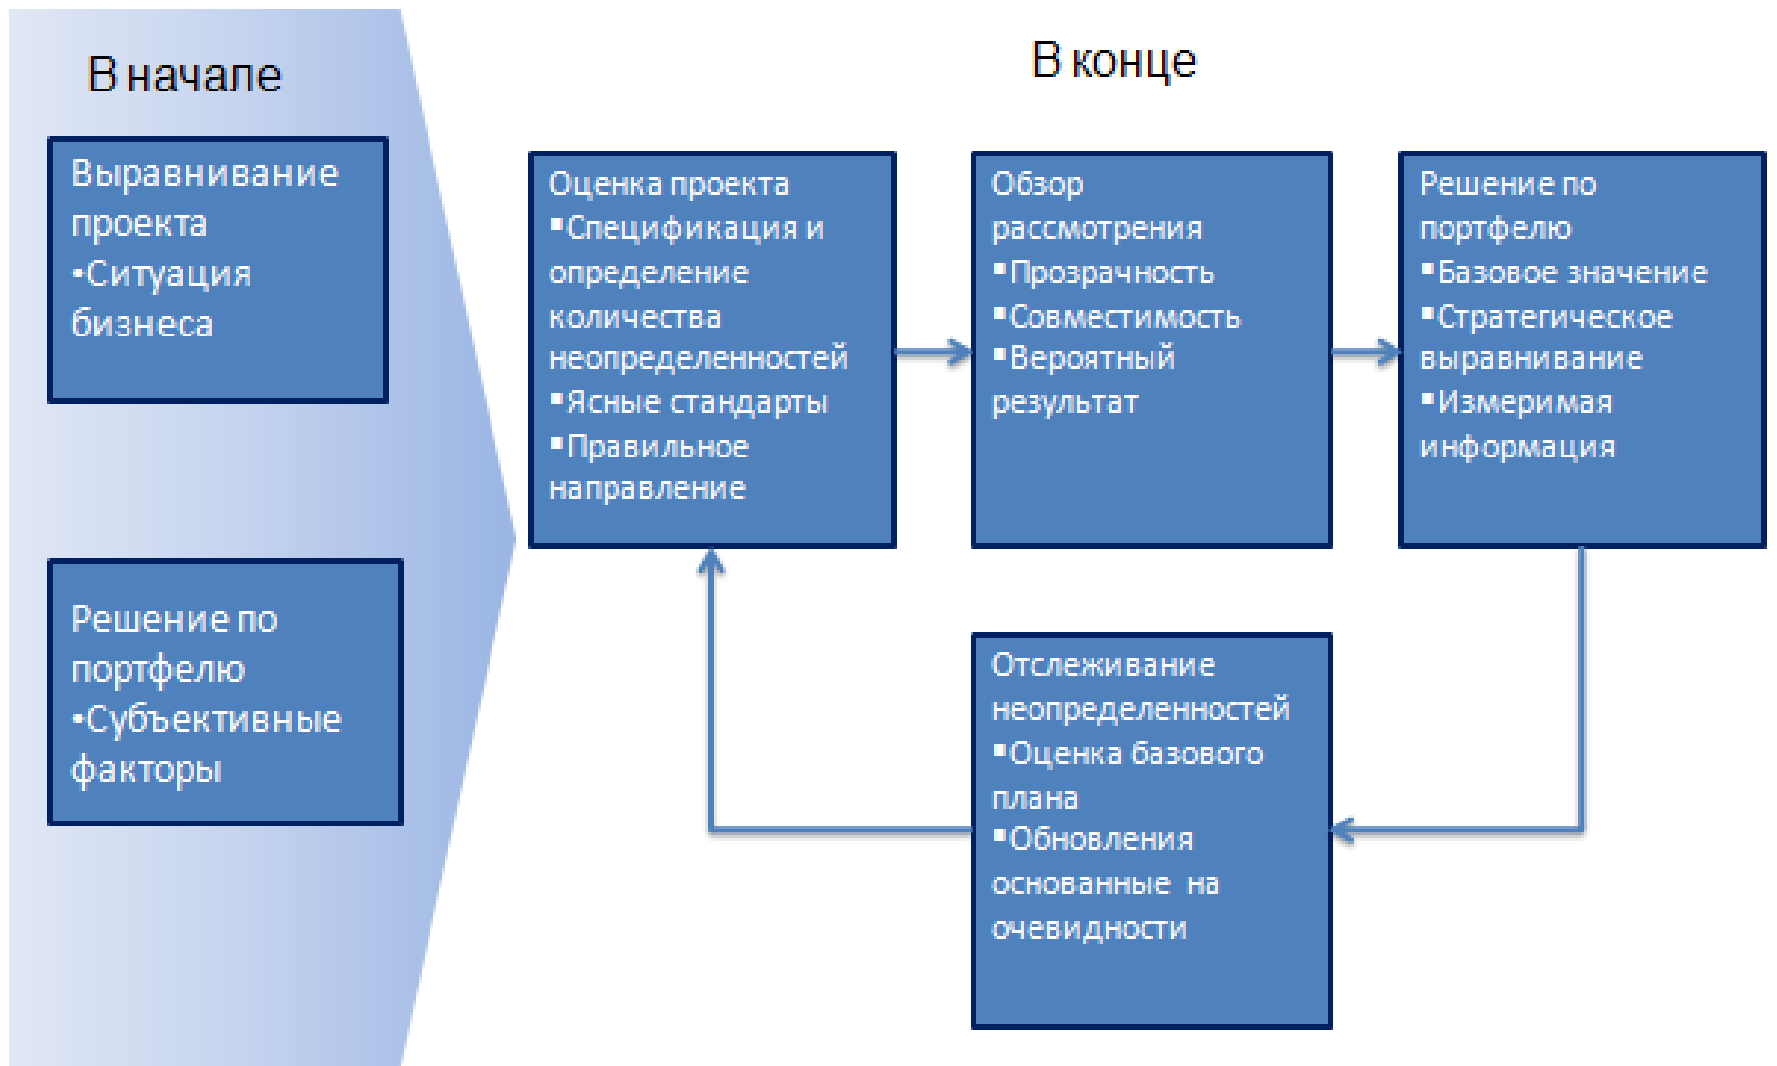 В начале
Выравнивание
проекта
•Ситуация
бизнеса
Решение по
портфелю
•Субъективные
факторы
В конце
Оценка проекта
▪Спецификация и
определение
количества
неопределенностей
▪Ясные стандарты
▪Правильное
направление
Обзор
рассмотрения
▪Прозрачность
▪Совместимость
▪Вероятный
результат
Решение по
портфелю
▪Базовое значение
▪Стратегическое
выравнивание
▪Измеримая
информация
Отслеживание
неопределенностей
▪Оценка базового
плана
▪Обновления
основанные на
очевидности